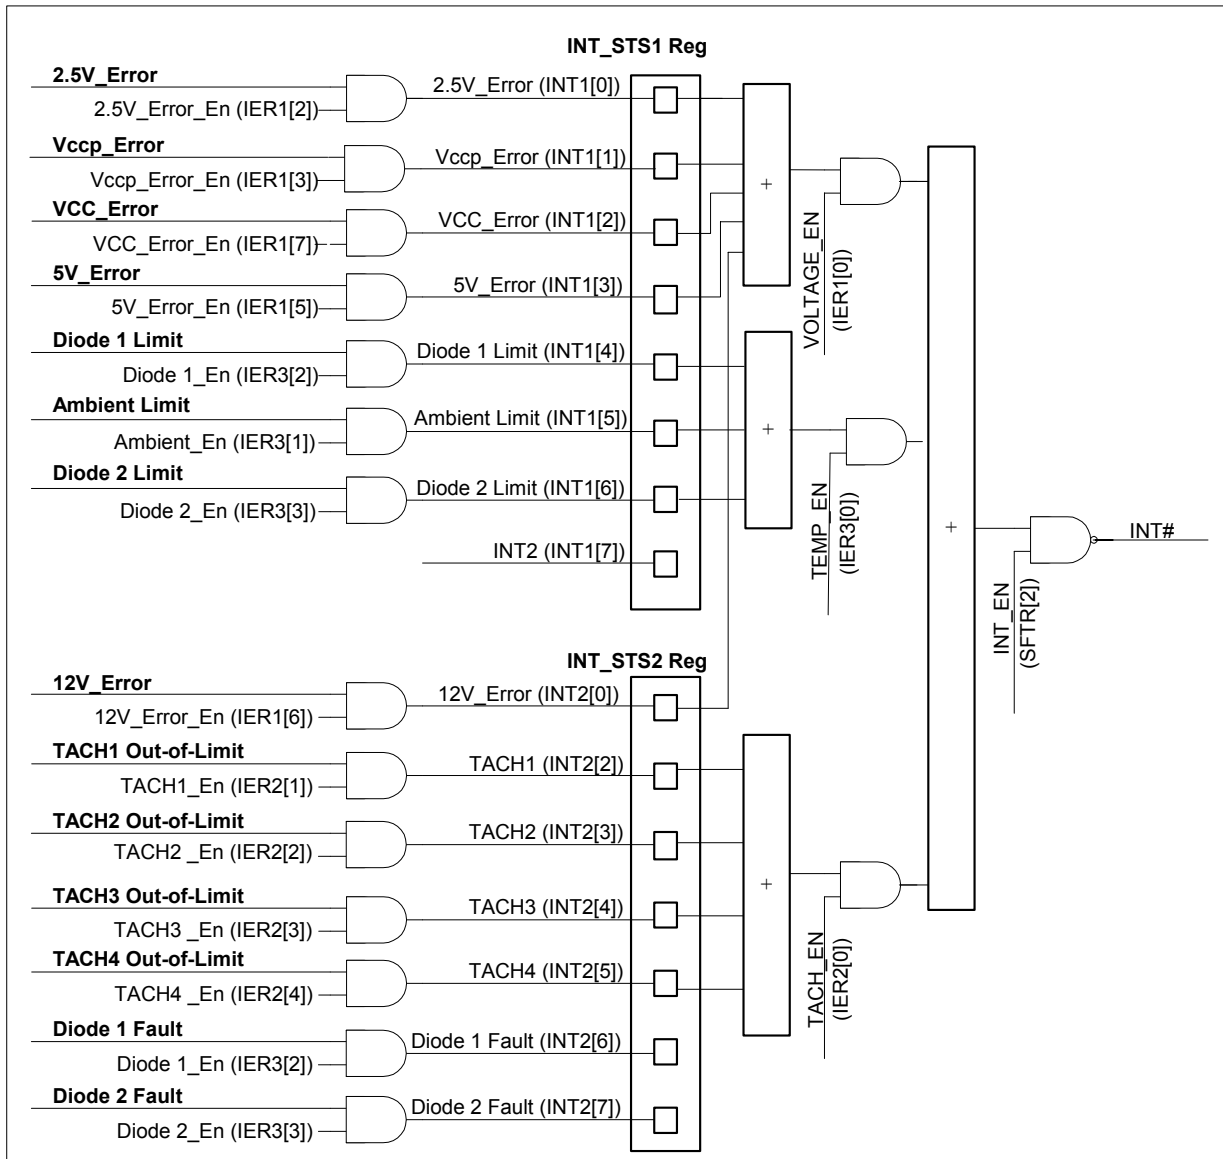 INT_STS1 Reg
2.5V_Error
2.5V_Error_En (IER1[2])
2.5V_Error (INT1[0])
Vccp_Error
Vccp_Error_En (IER1[3])
Vccp_Error (INT1[1])
VCC_Error
VCC_Error_En (IER1[7])
VCC_Error (INT1[2])
5V_Error
5V_Error_En (IER1[5])
5V_Error (INT1[3])
Diode 1 Limit
Diode 1_En (IER3[2])
Diode 1 Limit (INT1[4])
Ambient Limit
Ambient_En (IER3[1])
Ambient Limit (INT1[5])
Diode 2 Limit
Diode 2_En (IER3[3])
Diode 2 Limit (INT1[6])
INT2 (INT1[7])
+
VOLTAGE_EN
(IER1[0])
+
TEMP_EN
(IER3[0])
+
INT_EN
(SFTR[2])
INT#
INT_STS2 Reg
12V_Error
12V_Error_En (IER1[6])
12V_Error (INT2[0])
TACH1 Out-of-Limit
TACH1_En (IER2[1])
TACH1 (INT2[2])
TACH2 Out-of-Limit
TACH2 _En (IER2[2])
TACH2 (INT2[3])
TACH3 Out-of-Limit
TACH3 _En (IER2[3])
TACH3 (INT2[4])
TACH4 Out-of-Limit
TACH4 _En (IER2[4])
TACH4 (INT2[5])
Diode 1 Fault
Diode 1_En (IER3[2])
Diode 1 Fault (INT2[6])
Diode 2 Fault
Diode 2_En (IER3[3])
Diode 2 Fault (INT2[7])
+
TACH_EN
(IER2[0])